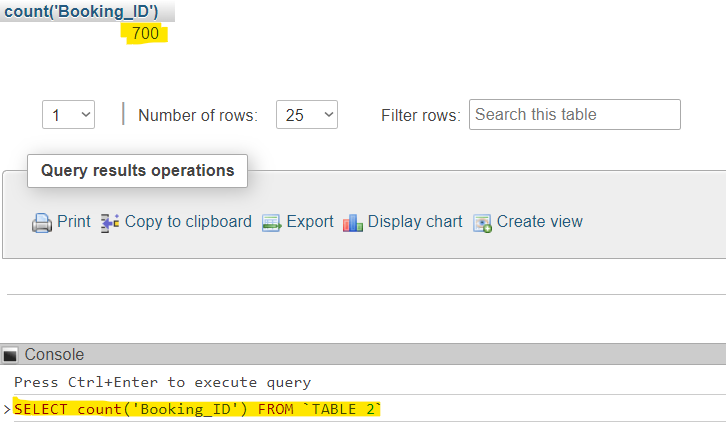 count('Booking_ID')
700
1 Number of rows: 25 Filter rows: Search this table
Query results operations
Print Copy to clipboard Export Display chart Create view
Console
Press Ctrl+Enter to execute query
>SELECT count('Booking_ID') FROM `TABLE 2`